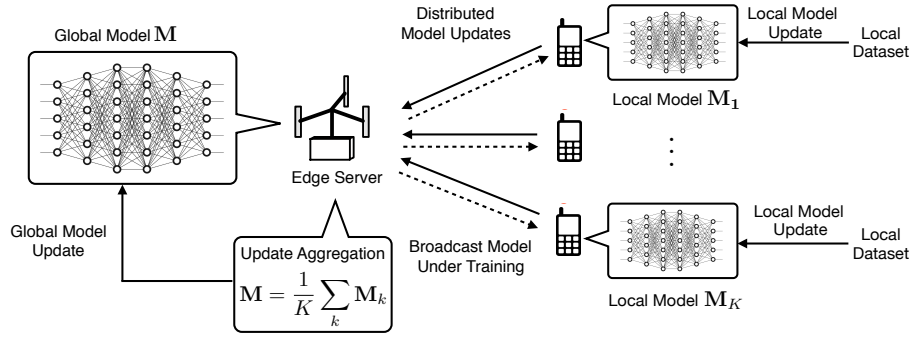 Global Model M
Distributed
Model Updates
Local Model
Update
Local
Dataset
Local Model M₁
Edge Server
Global Model
Update
Update Aggregation
M = 1/K ∑ₖ Mₖ
Broadcast Model
Under Training
Local Model
Update
Local
Dataset
Local Model M_K